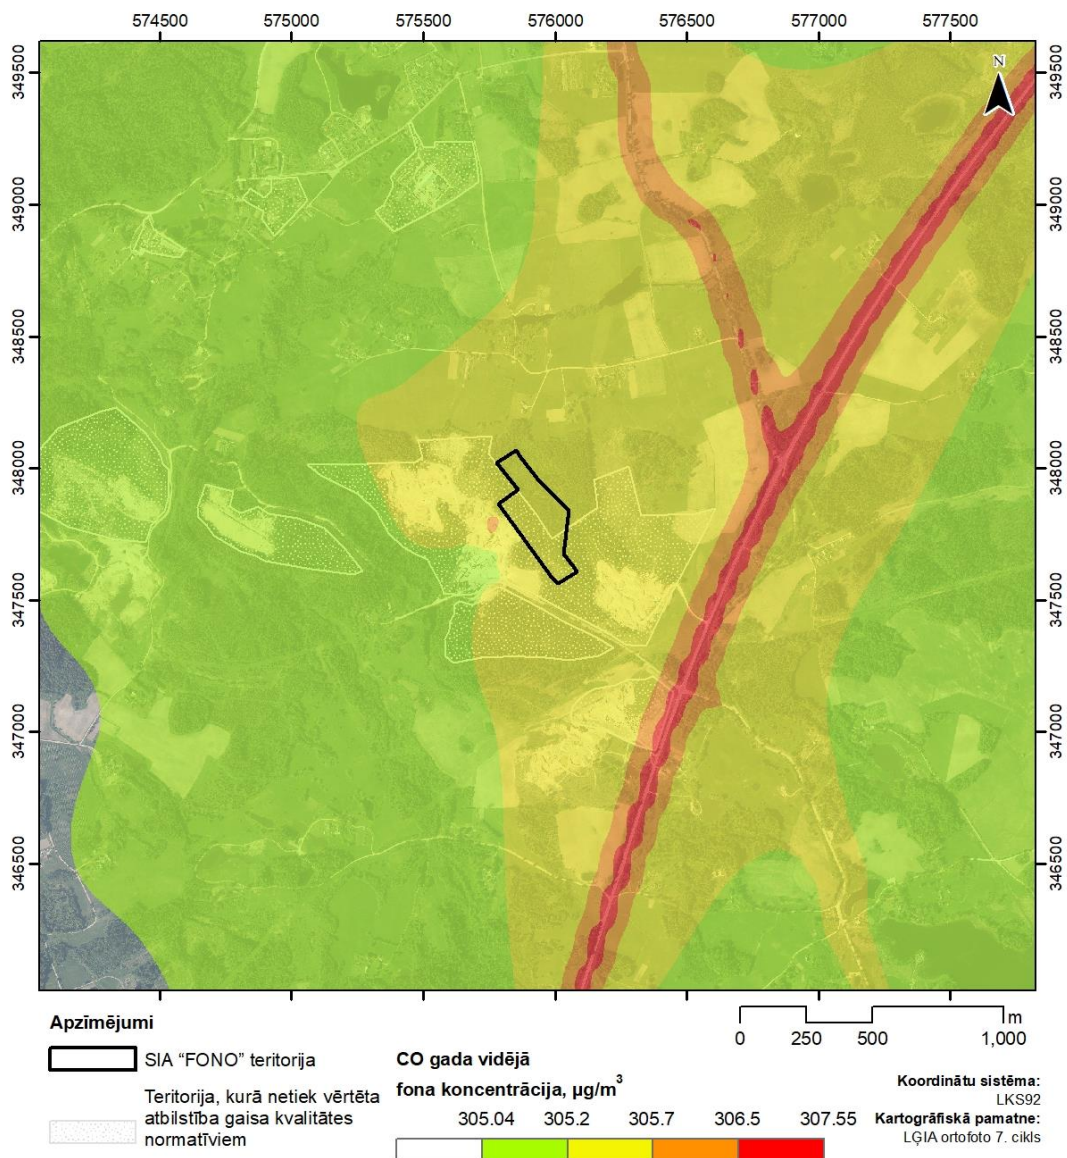 574500 575000 575500 576000 576500 577000 577500
349500 349500
N
349000 349000
348500 348500
348000 348000
347500 347500
347000 347000
346500 346500
Apzīmējumi
SIA “FONO” teritorija
Teritorija, kurā netiek vērtēta
atbilstība gaisa kvalitātes
normatīviem
CO gada vidējā
fona koncentrācija, µg/m³
305.04 305.2 305.7 306.5 307.55
m
0 250 500 1,000
Koordinātu sistēma:
LKS92
Kartogrāfiskā pamatne:
LĢIA ortofoto 7. cikls